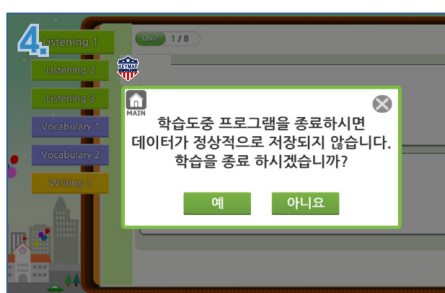 4.
Listening 1
Quiz 1 / 8
Listening 2
Listening 3
Vocabulary 1
Vocabulary 2
Writing 1
MAIN
학습도중 프로그램을 종료하시면
데이터가 정상적으로 저장되지 않습니다.
학습을 종료 하시겠습니까?
예
아니요